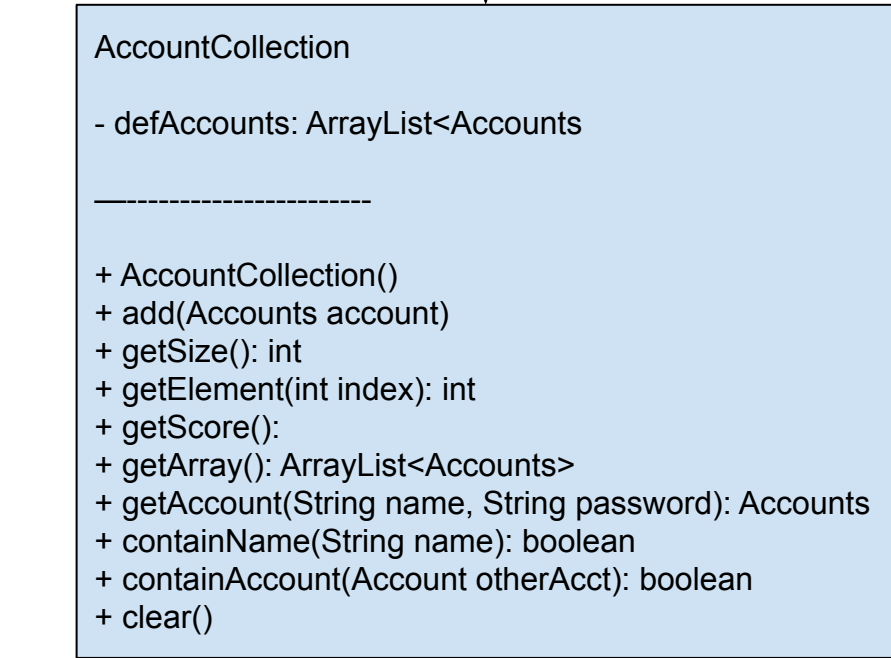 AccountCollection
- defAccounts: ArrayList<Accounts
—-----------------------
+ AccountCollection()
+ add(Accounts account)
+ getSize(): int
+ getElement(int index): int
+ getScore():
+ getArray(): ArrayList<Accounts>
+ getAccount(String name, String password): Accounts
+ containName(String name): boolean
+ containAccount(Account otherAcct): boolean
+ clear()